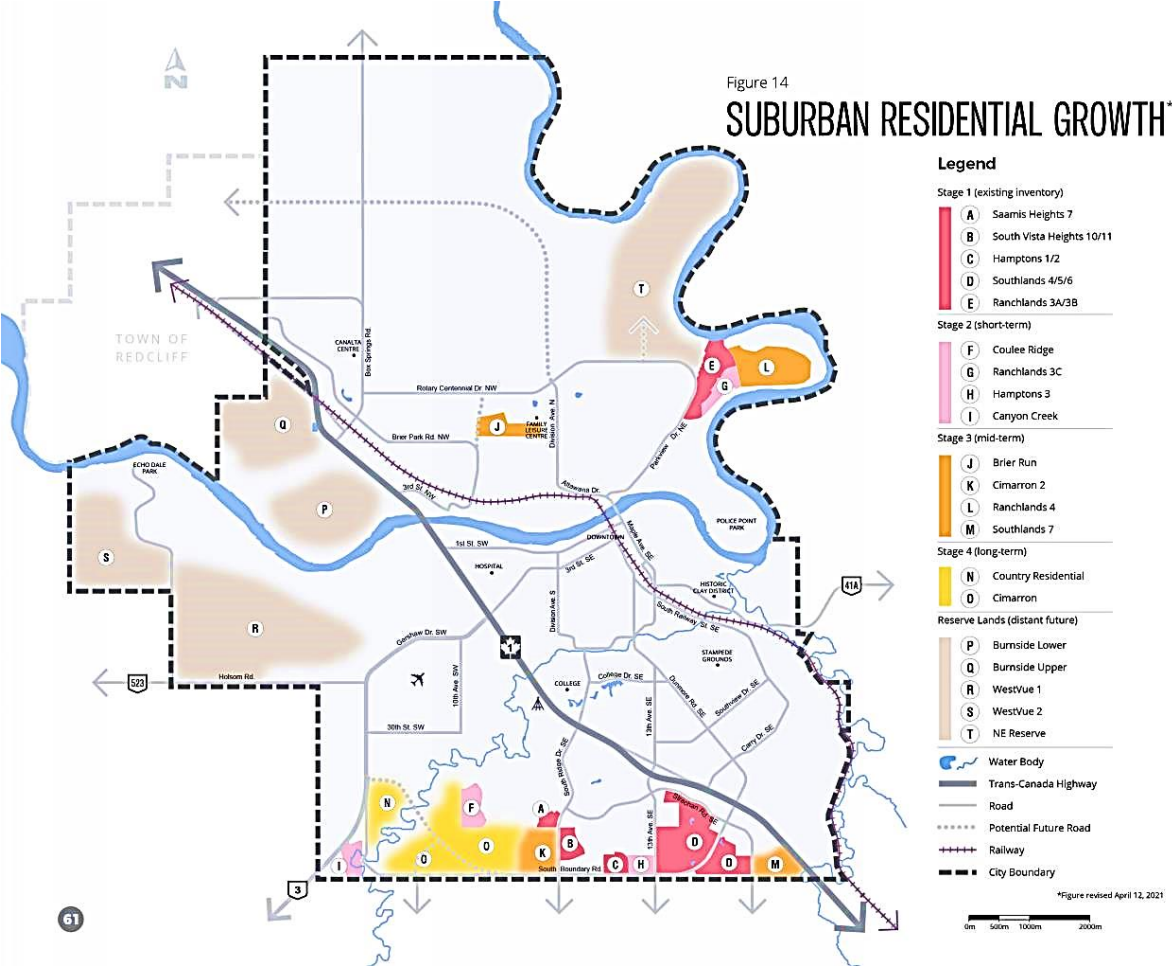 Figure 14
SUBURBAN RESIDENTIAL GROWTH*
N
Legend
Stage 1 (existing inventory)
A Saamis Heights 7
B South Vista Heights 10/11
C Hamptons 1/2
D Southlands 4/5/6
E Ranchlands 3A/3B
Stage 2 (short-term)
F Coulee Ridge
G Ranchlands 3C
H Hamptons 3
I Canyon Creek
Stage 3 (mid-term)
J Brier Run
K Cimarron 2
L Ranchlands 4
M Southlands 7
Stage 4 (long-term)
N Country Residential
O Cimarron
Reserve Lands (distant future)
P Burnside Lower
Q Burnside Upper
R WestVue 1
S WestVue 2
T NE Reserve
Water Body
Trans-Canada Highway
Road
Potential Future Road
Railway
City Boundary
*Figure revised April 12, 2021
0m 500m 1000m 2000m
TOWN OF
REDCLIFF
CANALTA
CENTRE
Box Springs Rd.
T
E
L
G
Rotary Centennial Dr. NW
Q
J
FAMILY
LEISURE
CENTRE
Division Ave. N
Brier Park Rd. NW
Parkview Dr. NE
ECHO DALE
PARK
3rd St. NW
Altawana Dr.
P
POLICE POINT
PARK
Maple Ave. SE
DOWNTOWN
1st St. SW
S
HOSPITAL
3rd St. SE
HISTORIC
CLAY DISTRICT
41A
Division Ave. S
South Railway St. SE
R
Gershaw Dr. SW
1
STAMPEDE
GROUNDS
523
Holsom Rd.
10th Ave. SW
COLLEGE
College Dr. SE
Dunmore Rd. SE
Southview Dr. SE
13th Ave. SE
30th St. SW
Carry Dr. SE
South Ridge Dr. SE
N
F
A
Strachan Rd. SE
13th Ave. SE
O
O
K
B
D
I
C
H
D
M
South Boundary Rd.
3
61